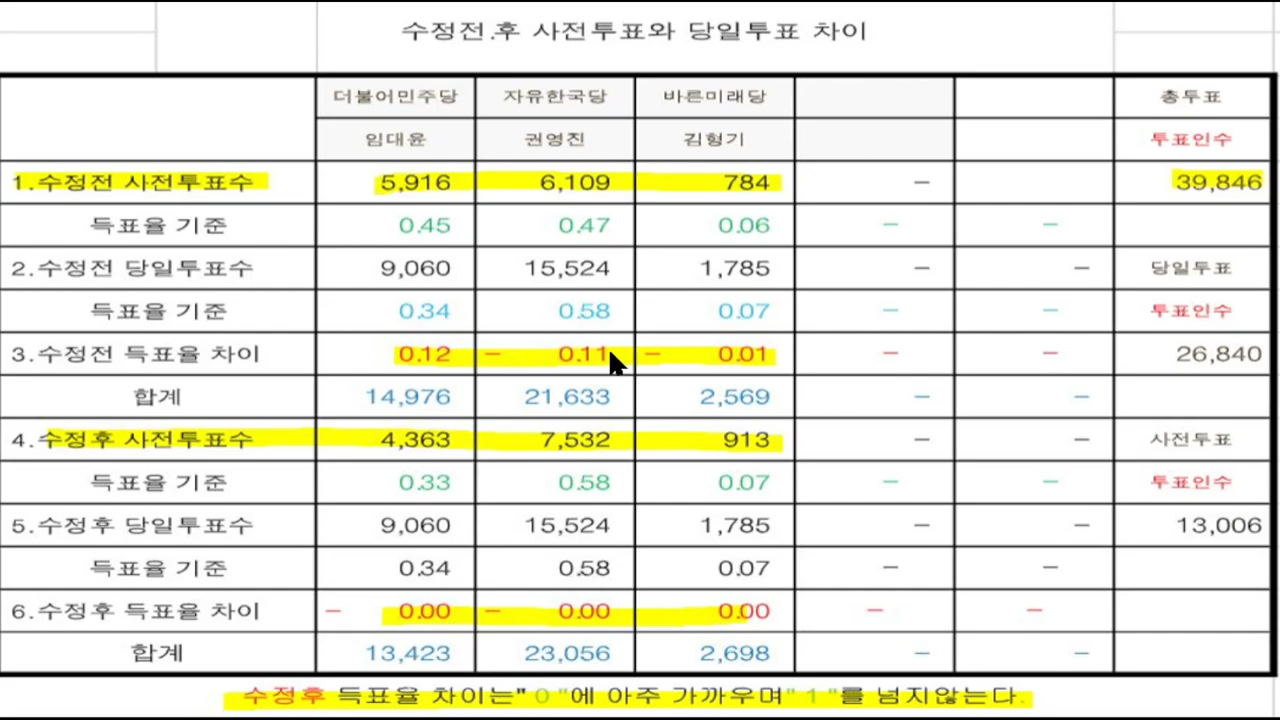 수정전.후 사전투표와 당일투표 차이
더불어민주당 자유한국당 바른미래당 총투표
임대윤 권영진 김형기 투표인수
1.수정전 사전투표수 5,916 6,109 784 – 39,846
득표율 기준 0.45 0.47 0.06 – –
2.수정전 당일투표수 9,060 15,524 1,785 – – 당일투표
득표율 기준 0.34 0.58 0.07 – – 투표인수
3.수정전 득표율 차이 0.12 – 0.11 – 0.01 – – 26,840
합계 14,976 21,633 2,569 – –
4.수정후 사전투표수 4,363 7,532 913 – – 사전투표
득표율 기준 0.33 0.58 0.07 – – 투표인수
5.수정후 당일투표수 9,060 15,524 1,785 – – 13,006
득표율 기준 0.34 0.58 0.07 – –
6.수정후 득표율 차이 – 0.00 – 0.00 0.00 – –
합계 13,423 23,056 2,698 – –
수정후 득표율 차이는" 0 "에 아주 가까우며" 1 "를 넘지않는다.